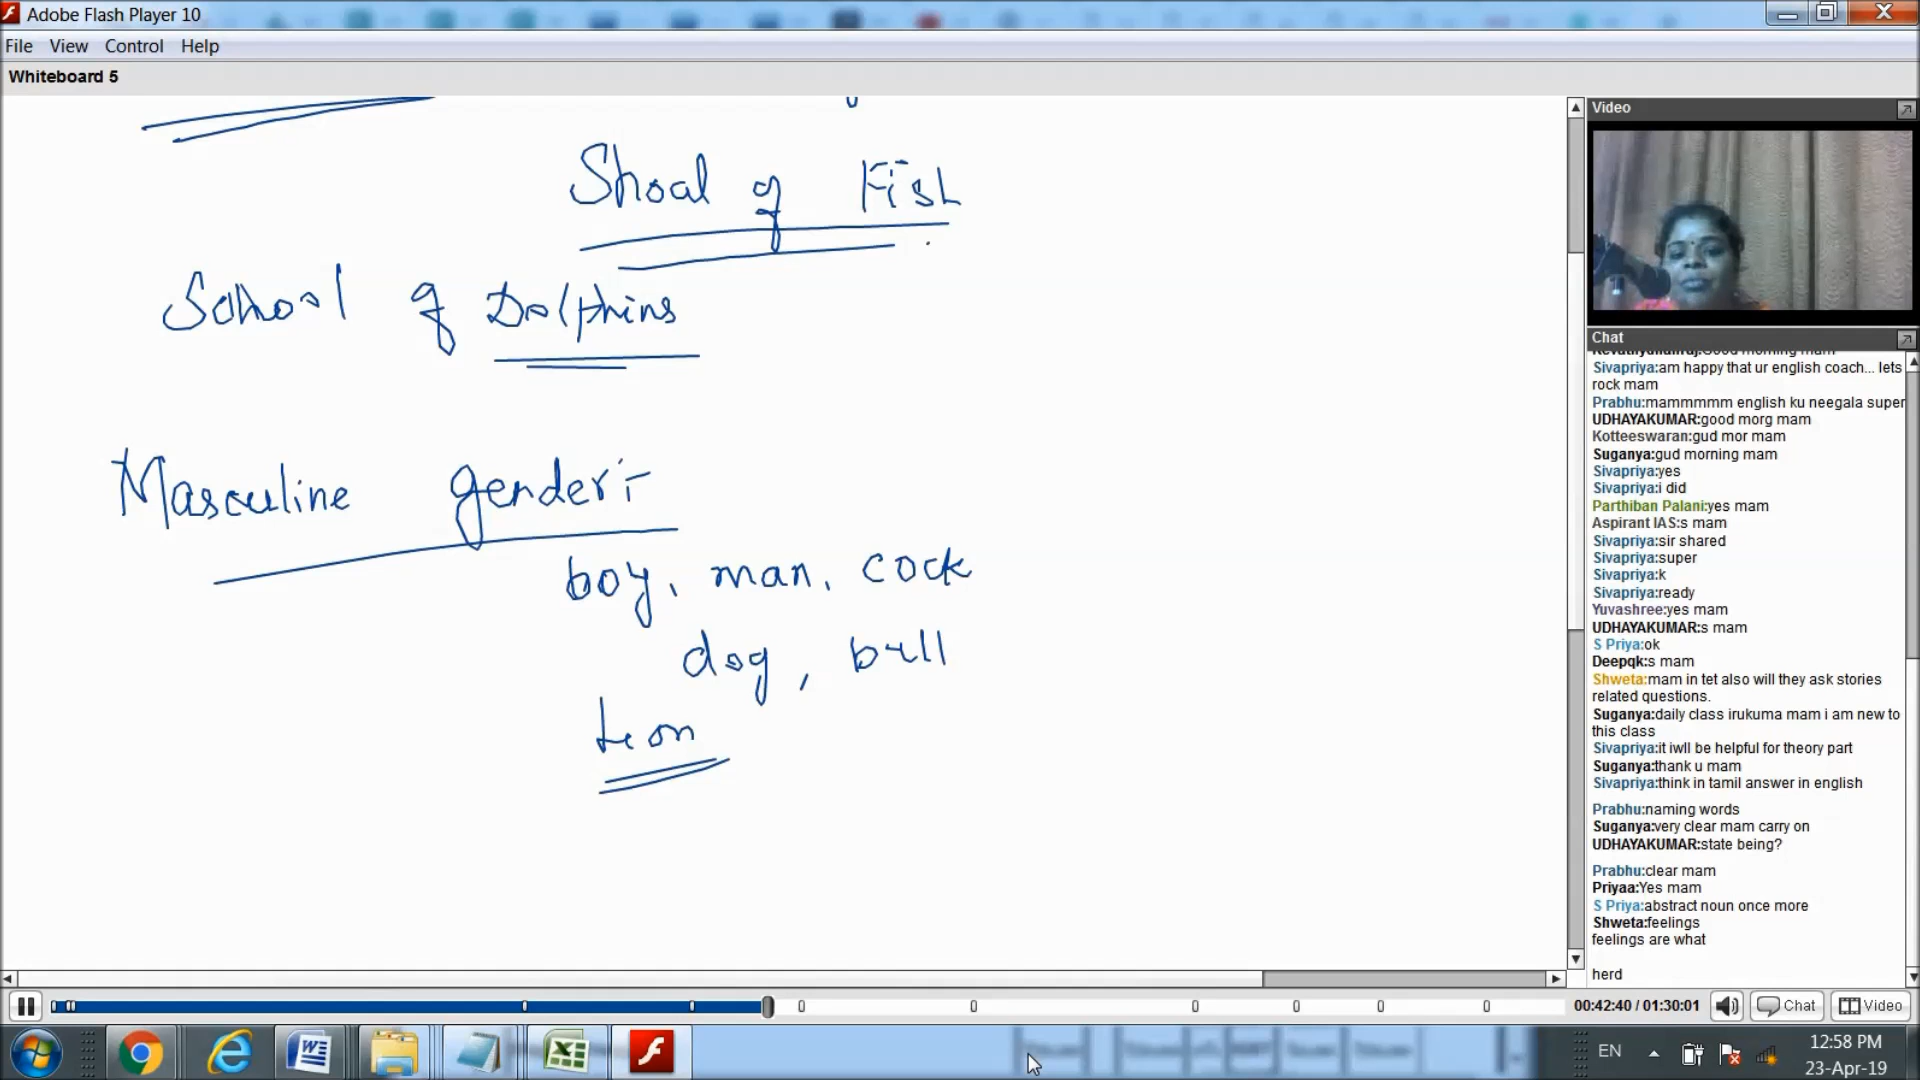 Adobe Flash Player 10
File View Control Help
Whiteboard 5
Shoal of Fish
School of Dolphins
Masculine gender:-
boy, man, cock
dog, bull
Lion
Video
Chat
Sivapriya:am happy that ur english coach... lets
rock mam
Prabhu:mammmmm english ku neegala super
UDHAYAKUMAR:good morg mam
Kotteeswaran:gud mor mam
Suganya:gud morning mam
Sivapriya:yes
Sivapriya:i did
Parthiban Palani:yes mam
Aspirant IAS:s mam
Sivapriya:sir shared
Sivapriya:super
Sivapriya:k
Sivapriya:ready
Yuvashree:yes mam
UDHAYAKUMAR:s mam
S Priya:ok
Deepqk:s mam
Shweta:mam in tet also will they ask stories
related questions.
Suganya:daily class irukuma mam i am new to
this class
Sivapriya:it iwll be helpful for theory part
Suganya:thank u mam
Sivapriya:think in tamil answer in english
Prabhu:naming words
Suganya:very clear mam carry on
UDHAYAKUMAR:state being?
Prabhu:clear mam
Priyaa:Yes mam
S Priya:abstract noun once more
Shweta:feelings
feelings are what
herd
00:42:40 / 01:30:01 Chat Video
EN 12:58 PM
23-Apr-19